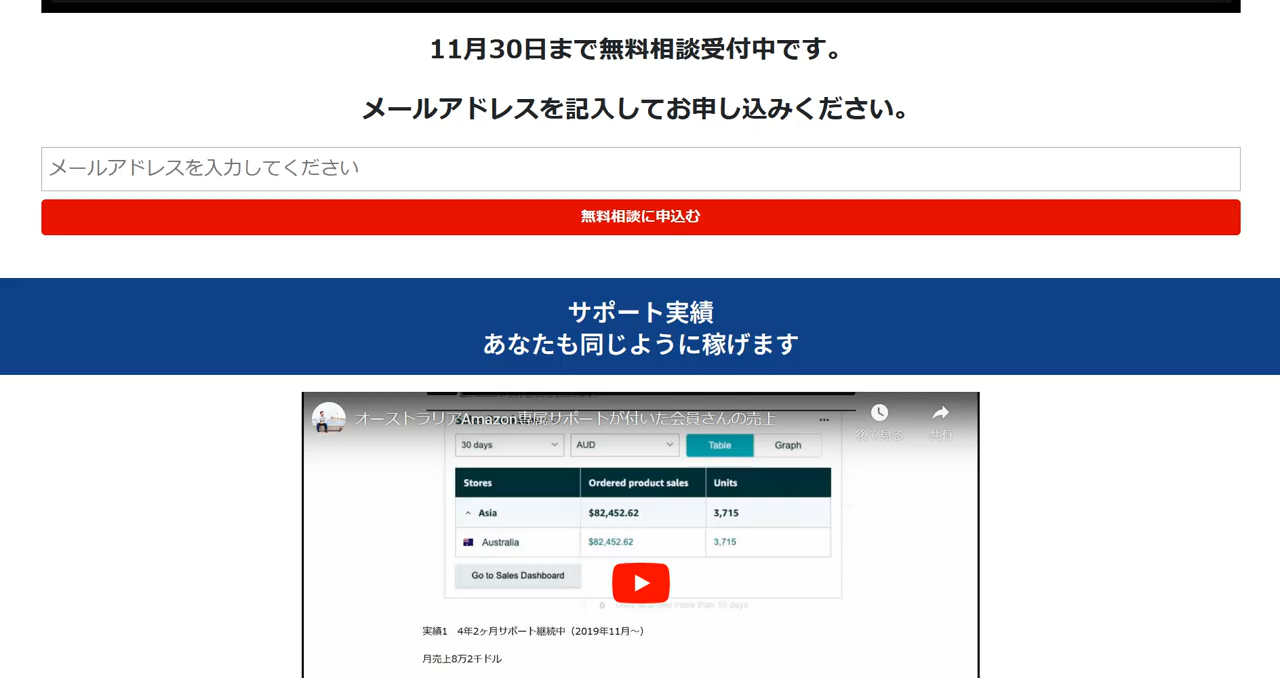 11月30日まで無料相談受付中です。
メールアドレスを記入してお申し込みください。
メールアドレスを入力してください
無料相談に申込む
サポート実績
あなたも同じように稼げます
オーストラリアAmazon専属サポートが付いた会員さんの売上
後で見る 共有
30 days AUD Table Graph
Stores Ordered product sales Units
Asia $82,452.62 3,715
Australia $82,452.62 3,715
Go to Sales Dashboard
more than 15 days
実績1 4年2ヶ月サポート継続中（2019年11月～）
月売上8万2千ドル